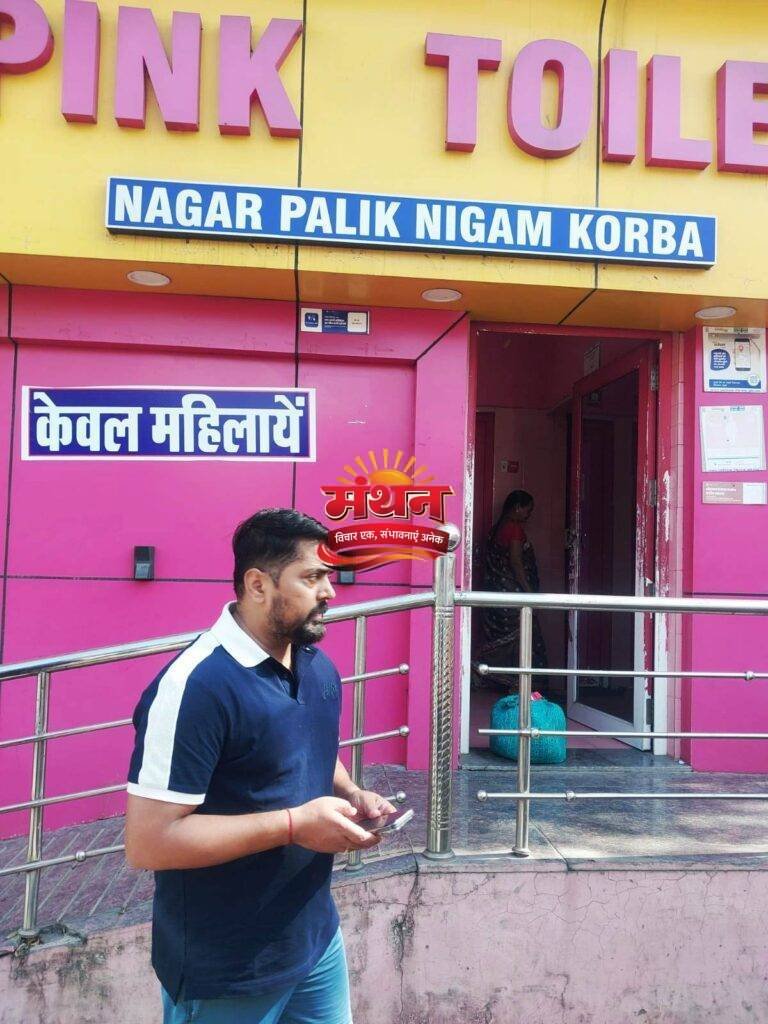 PINK TOILE
NAGAR PALIK NIGAM KORBA
केवल महिलायें
मंथन
विचार एक, संभावनाएं अनेक